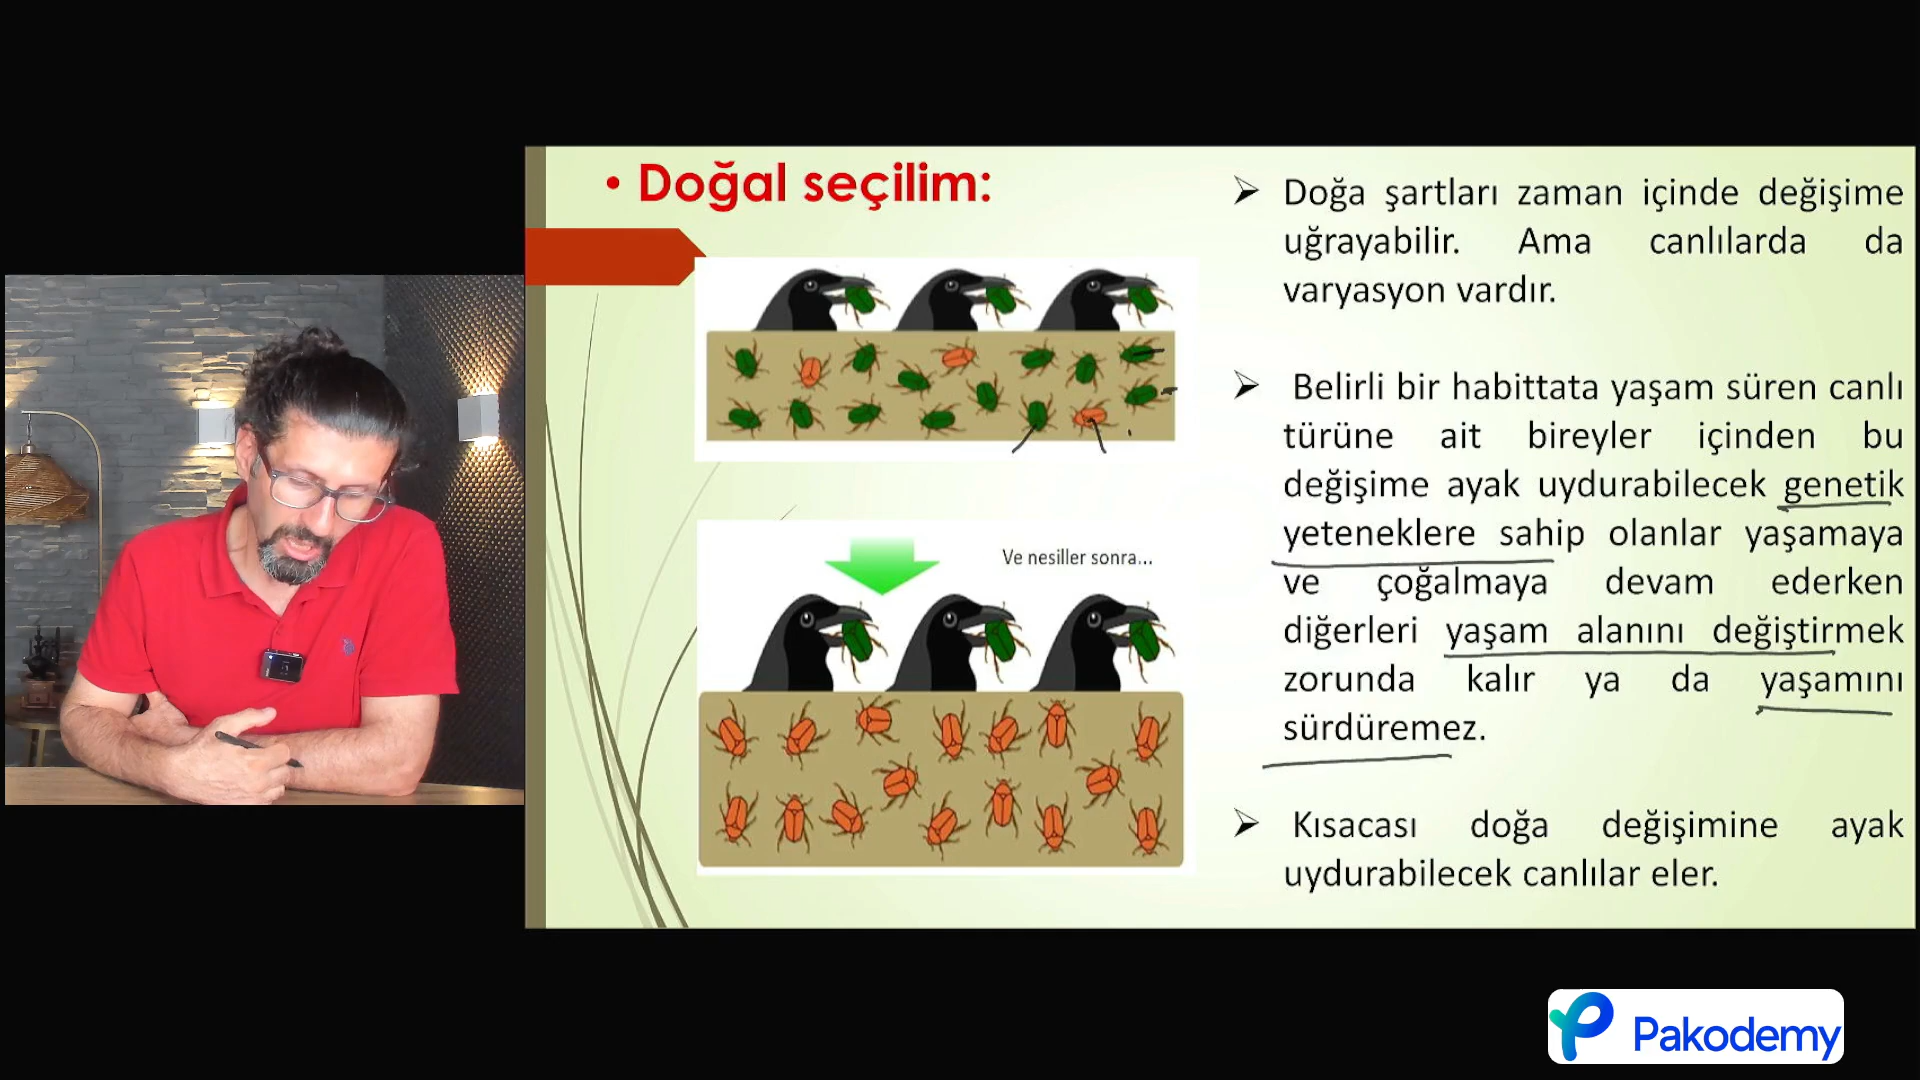 • Doğal seçilim:
Ve nesiller sonra...
➢ Doğa şartları zaman içinde değişime
uğrayabilir. Ama canlılarda da
varyasyon vardır.
➢ Belirli bir habittata yaşam süren canlı
türüne ait bireyler içinden bu
değişime ayak uydurabilecek genetik
yeteneklere sahip olanlar yaşamaya
ve çoğalmaya devam ederken
diğerleri yaşam alanını değiştirmek
zorunda kalır ya da yaşamını
sürdüremez.
➢ Kısacası doğa değişimine ayak
uydurabilecek canlılar eler.
Pakodemy